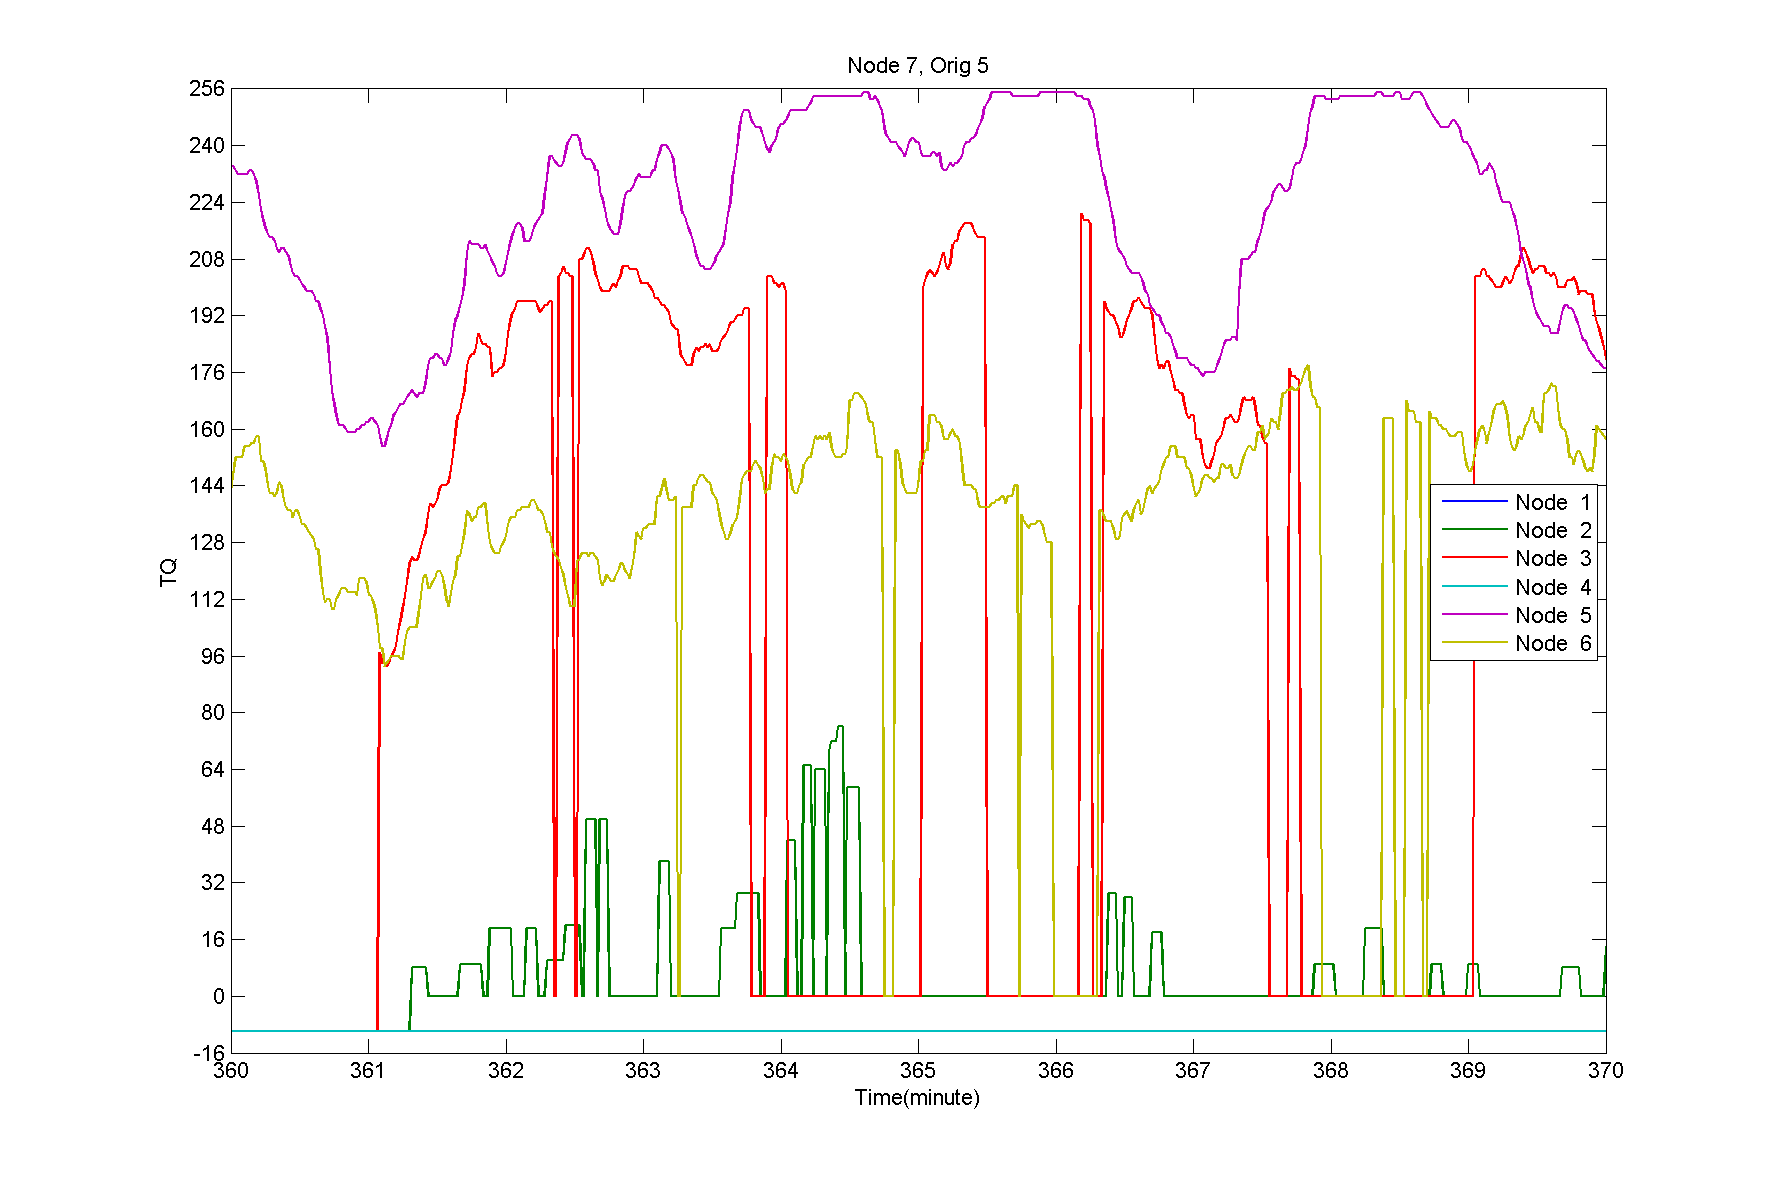 Node 7, Orig 5
256
240
224
208
192
176
160
144
128
112
96
80
64
48
32
16
0
-16
TQ
360 361 362 363 364 365 366 367 368 369 370
Time(minute)
Node 1
Node 2
Node 3
Node 4
Node 5
Node 6